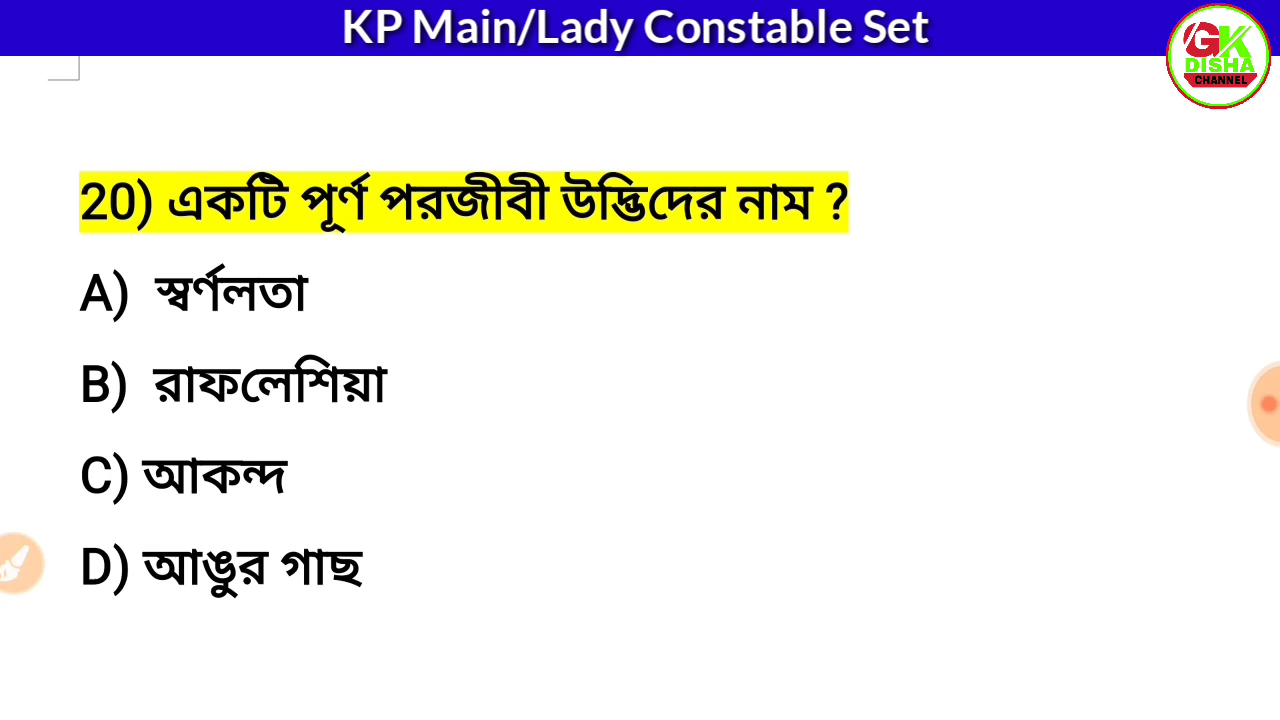 KP Main/Lady Constable Set
GK
DISHA
CHANNEL
20) একটি পূর্ণ পরজীবী উদ্ভিদের নাম ?
A) স্বর্ণলতা
B) রাফলেশিয়া
C) আকন্দ
D) আঙুর গাছ